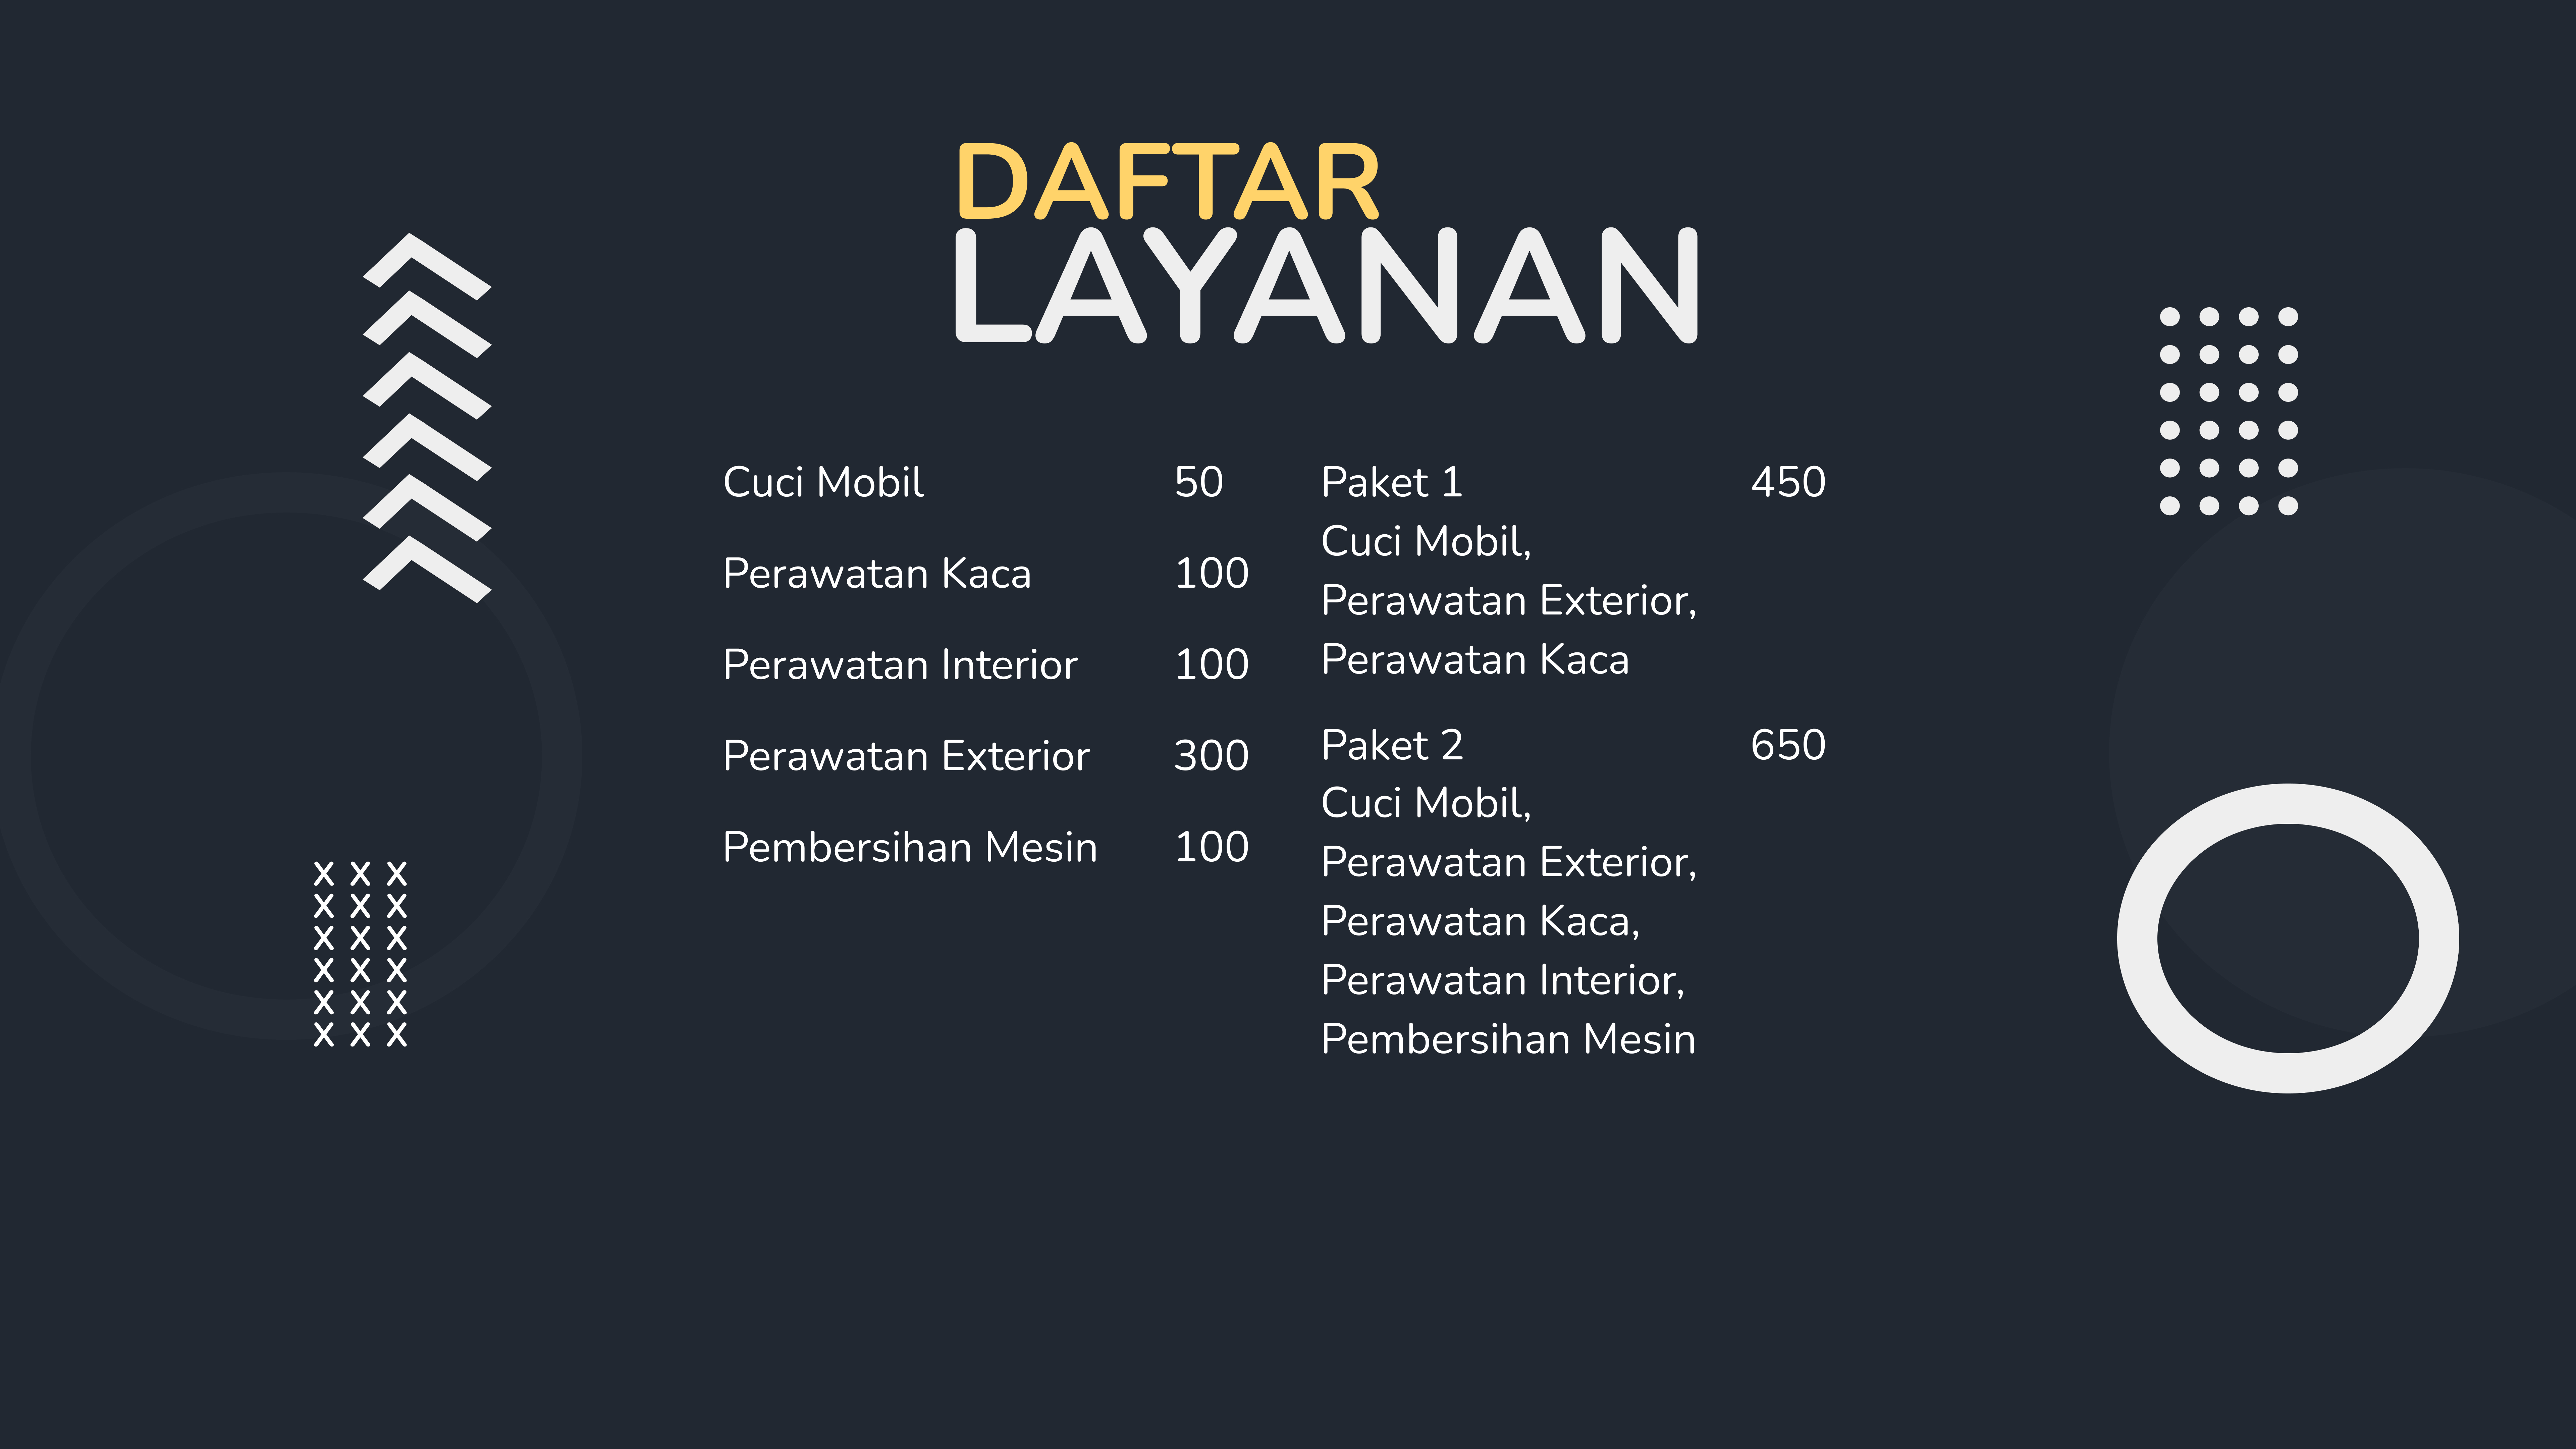 DAFTAR
LAYANAN
Cuci Mobil 50
Perawatan Kaca 100
Perawatan Interior 100
Perawatan Exterior 300
Pembersihan Mesin 100
Paket 1 450
Cuci Mobil,
Perawatan Exterior,
Perawatan Kaca
Paket 2 650
Cuci Mobil,
Perawatan Exterior,
Perawatan Kaca,
Perawatan Interior,
Pembersihan Mesin